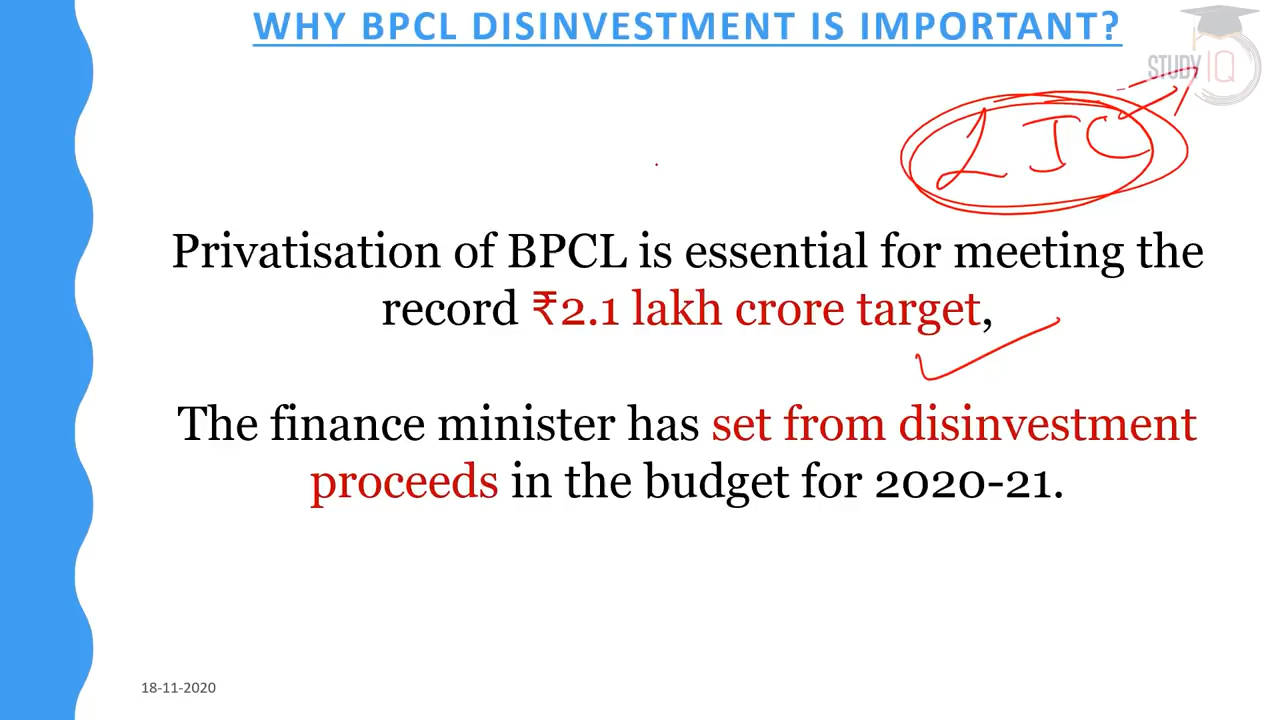 WHY BPCL DISINVESTMENT IS IMPORTANT?
STUDY IQ
LIC
Privatisation of BPCL is essential for meeting the
record ₹2.1 lakh crore target,
The finance minister has set from disinvestment
proceeds in the budget for 2020-21.
18-11-2020